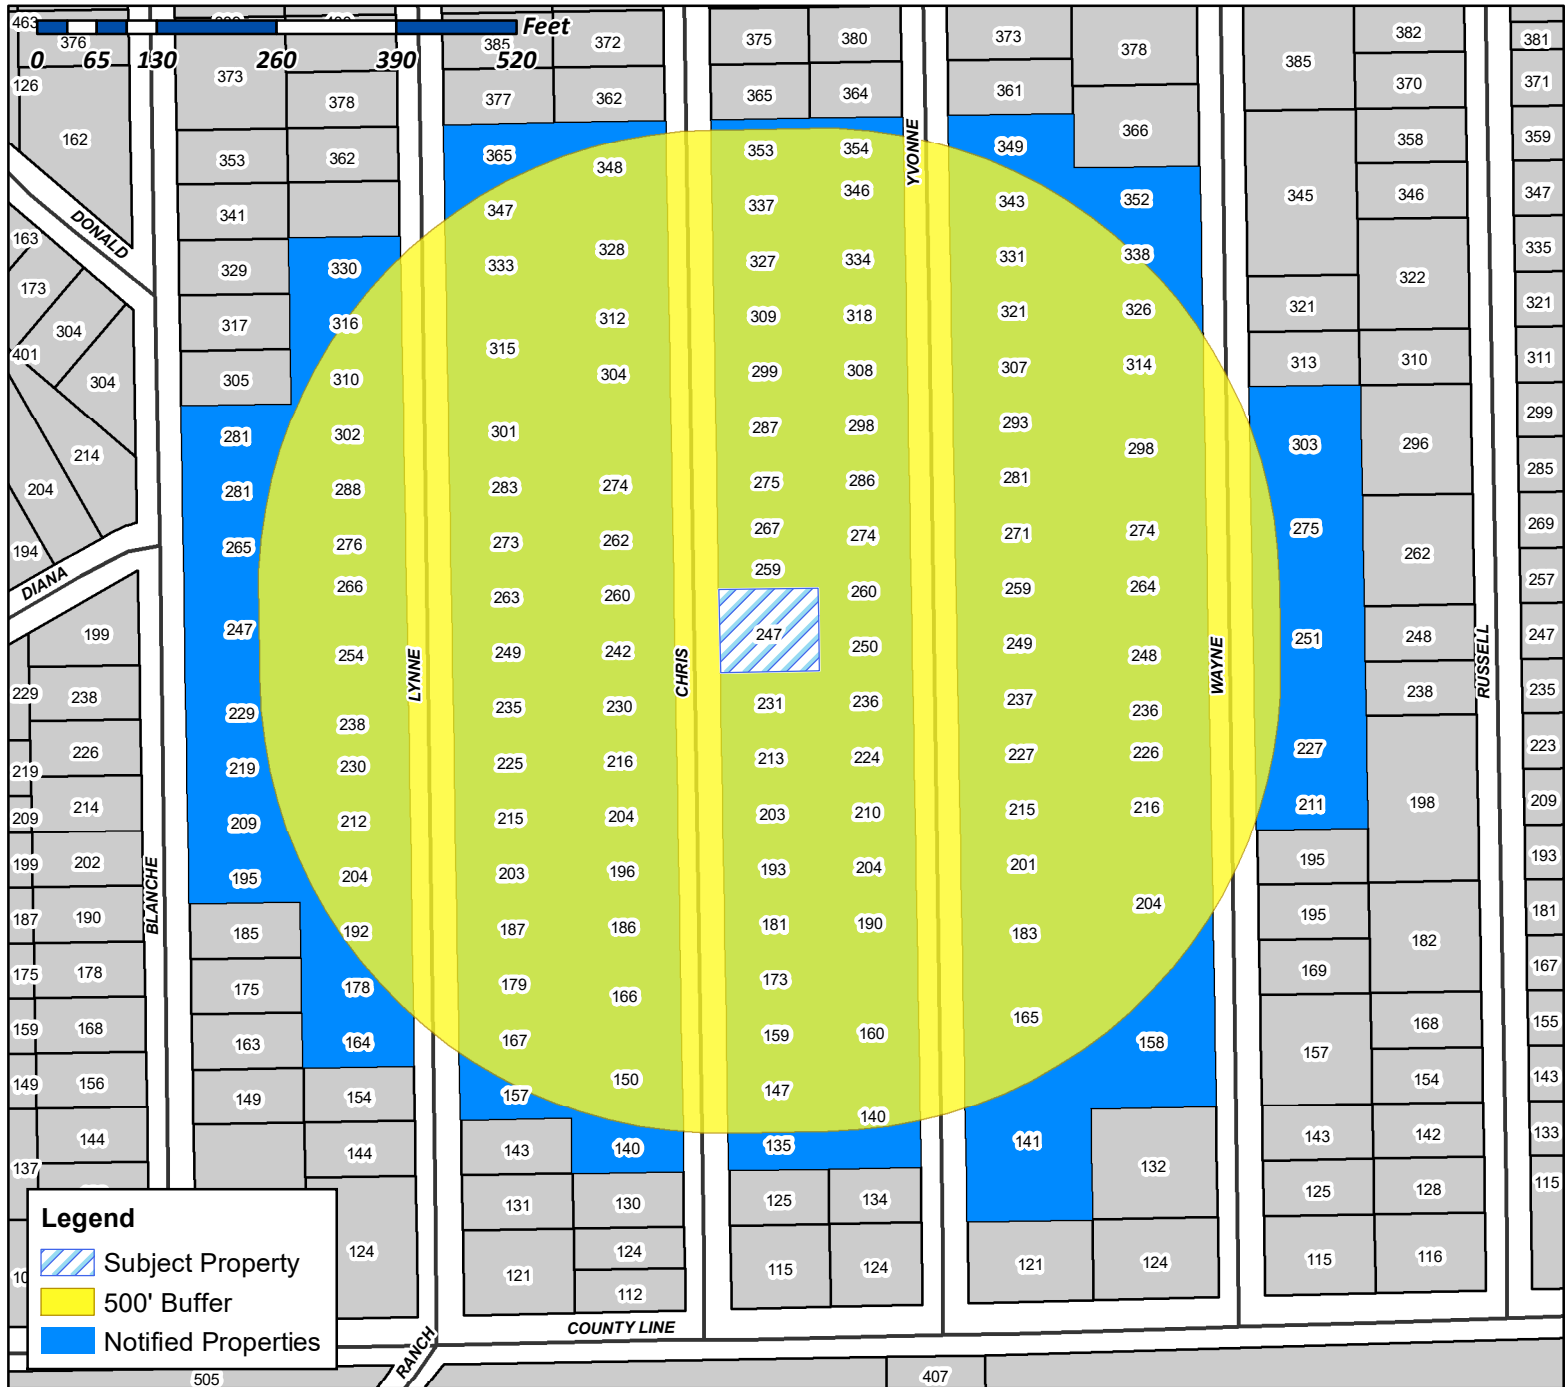 463 376 385 372 375 380 373 378 385 382 381
Feet
0 65 130 260 390 520
126 373 378 377 362 365 364 361 370 371
162 353 362 365 348 353 354 YVONNE 349 366 358 359
341 347 337 346 343 352 345 346 347
DONALD
163 329 330 333 328 327 334 331 338 322 335
173 317 316 315 312 309 318 321 326 321 321
304 401 305 310 304 299 308 307 314 313 310 311
304
281 302 301 287 298 293 298 303 296 299
214 281 288 283 274 275 286 281 285
204 265 276 273 262 267 274 271 274 275 262 269
194
DIANA
266 263 260 259 260 259 264 257
199 247 254 LYNNE 249 242 CHRIS 247 250 249 248 WAYNE 251 248 RUSSELL 247
229 238 229 238 235 230 231 236 237 236 238 235
219 226 219 230 225 216 213 224 227 226 227 223
209 214 209 212 215 204 203 210 215 216 211 198 209
199 202 BLANCHE 195 204 203 196 193 204 201 204 195 193
187 190 185 192 187 186 181 190 183 195 182 181
175 178 175 178 179 166 173 165 169 167
159 168 163 164 167 159 160 158 157 168 155
149 156 149 154 157 150 147 140 154 143
144 144 143 140 135 141 132 143 142 133
137 131 130 125 134 125 128 115
124 121 124 115 124 121 124 115 116
112
Legend
Subject Property
500' Buffer
Notified Properties
COUNTY LINE
RANCH
505 407